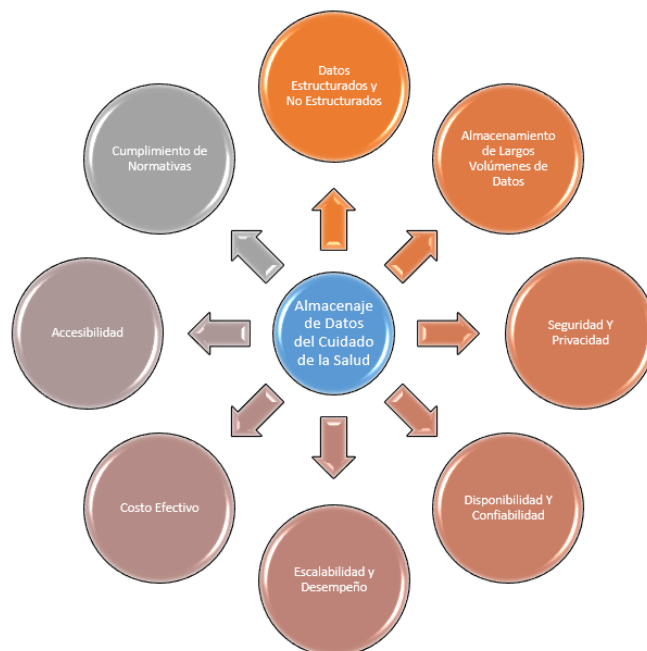 Datos
Estructurados y
No Estructurados
Almacenamiento
de Largos
Volúmenes de
Datos
Seguridad Y
Privacidad
Disponibilidad Y
Confiabilidad
Escalabilidad y
Desempeño
Costo Efectivo
Accesibilidad
Cumplimiento de
Normativas
Almacenaje
de Datos
del Cuidado
de la Salud